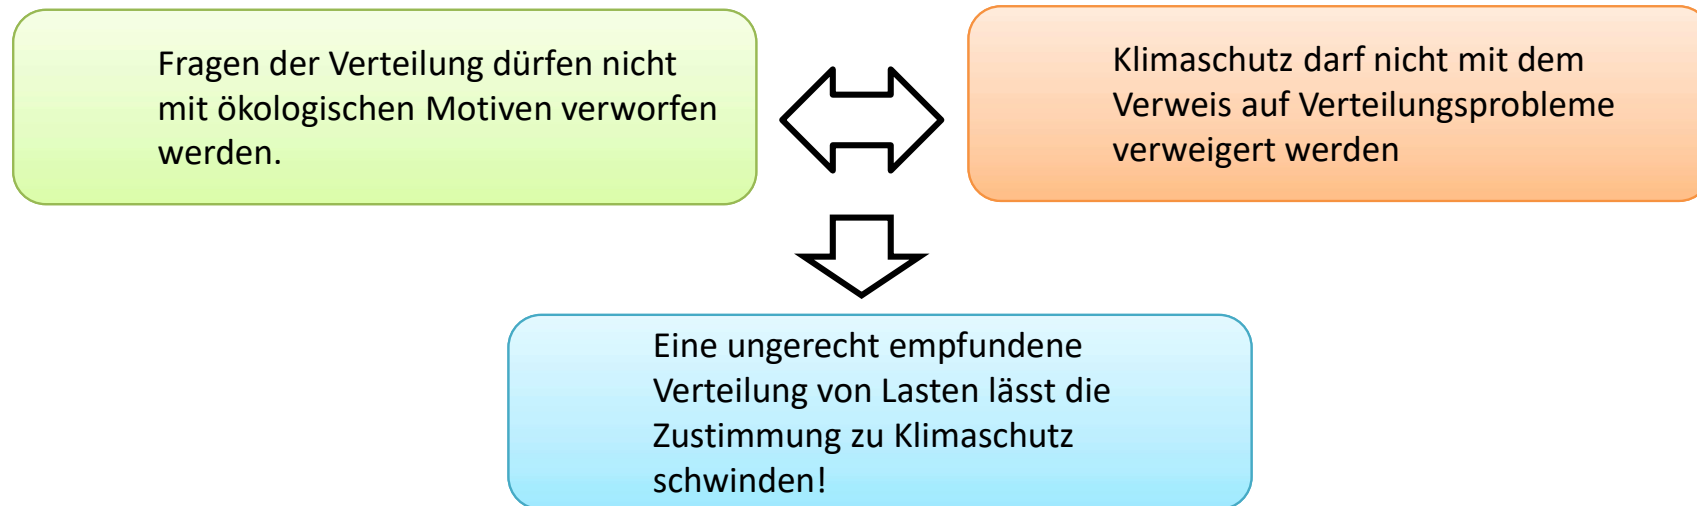 Fragen der Verteilung dürfen nicht
mit ökologischen Motiven verworfen
werden.
Klimaschutz darf nicht mit dem
Verweis auf Verteilungsprobleme
verweigert werden
Eine ungerecht empfundene
Verteilung von Lasten lässt die
Zustimmung zu Klimaschutz
schwinden!